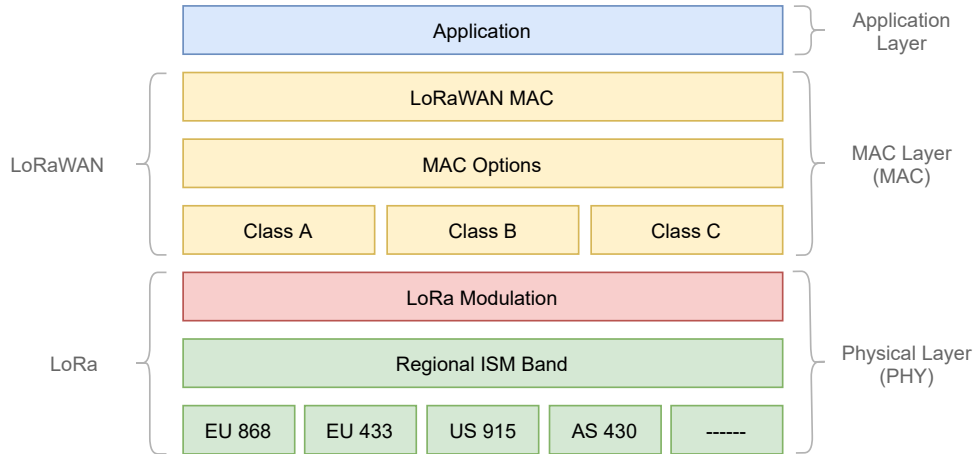 Application
Application
Layer
LoRaWAN
LoRaWAN MAC
MAC Options
Class A
Class B
Class C
MAC Layer
(MAC)
LoRa
LoRa Modulation
Regional ISM Band
EU 868
EU 433
US 915
AS 430
------
Physical Layer
(PHY)